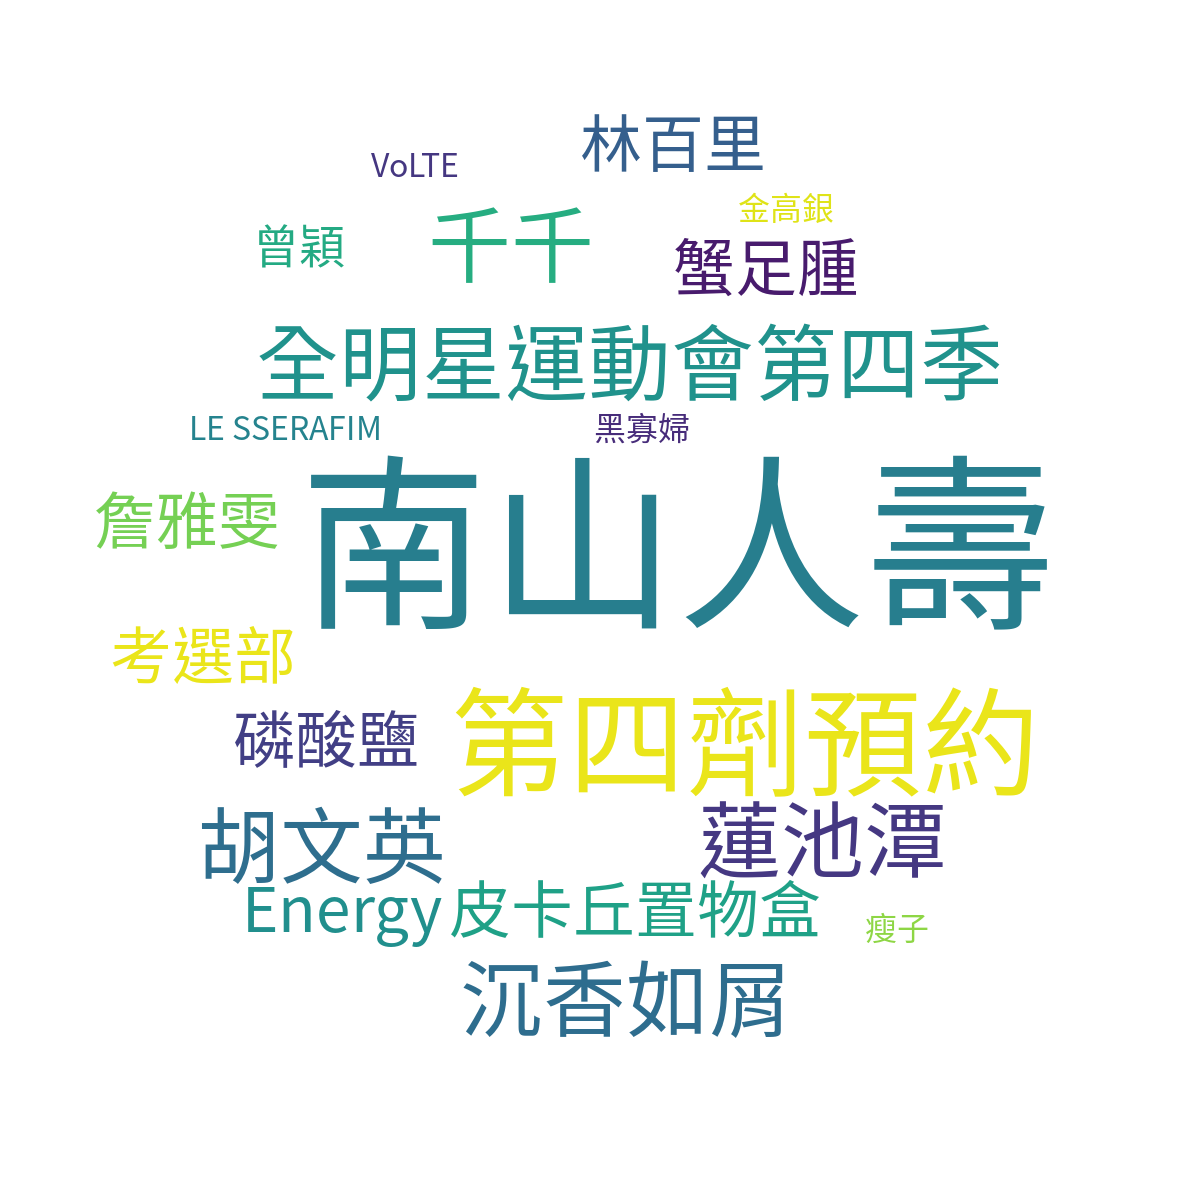 林百里
VoLTE
金高銀
千千
曾穎
蟹足腫
全明星運動會第四季
LE SSERAFIM
黑寡婦
南山人壽
詹雅雯
考選部
第四劑預約
磷酸鹽
蓮池潭
胡文英
Energy
皮卡丘置物盒
瘦子
沉香如屑